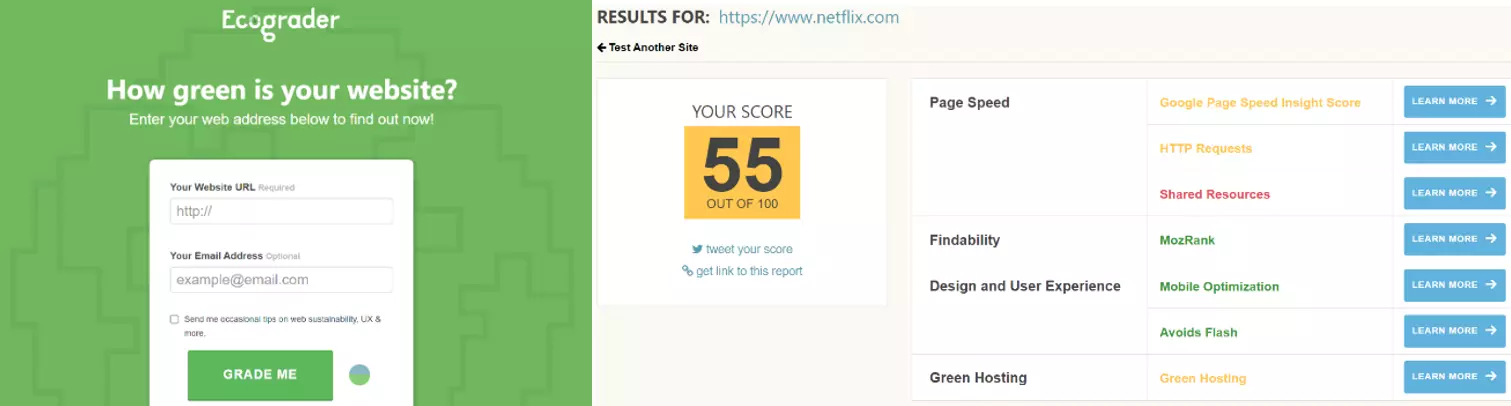 Ecograder
How green is your website?
Enter your web address below to find out now!
Your Website URL Required
http://
Your Email Address Optional
example@email.com
Send me occasional tips on web sustainability, UX &
more.
GRADE ME
RESULTS FOR: https://www.netflix.com
← Test Another Site
YOUR SCORE
55
OUT OF 100
tweet your score
get link to this report
Page Speed
Google Page Speed Insight Score
LEARN MORE →
HTTP Requests
LEARN MORE →
Shared Resources
LEARN MORE →
Findability
MozRank
LEARN MORE →
Design and User Experience
Mobile Optimization
LEARN MORE →
Avoids Flash
LEARN MORE →
Green Hosting
Green Hosting
LEARN MORE →